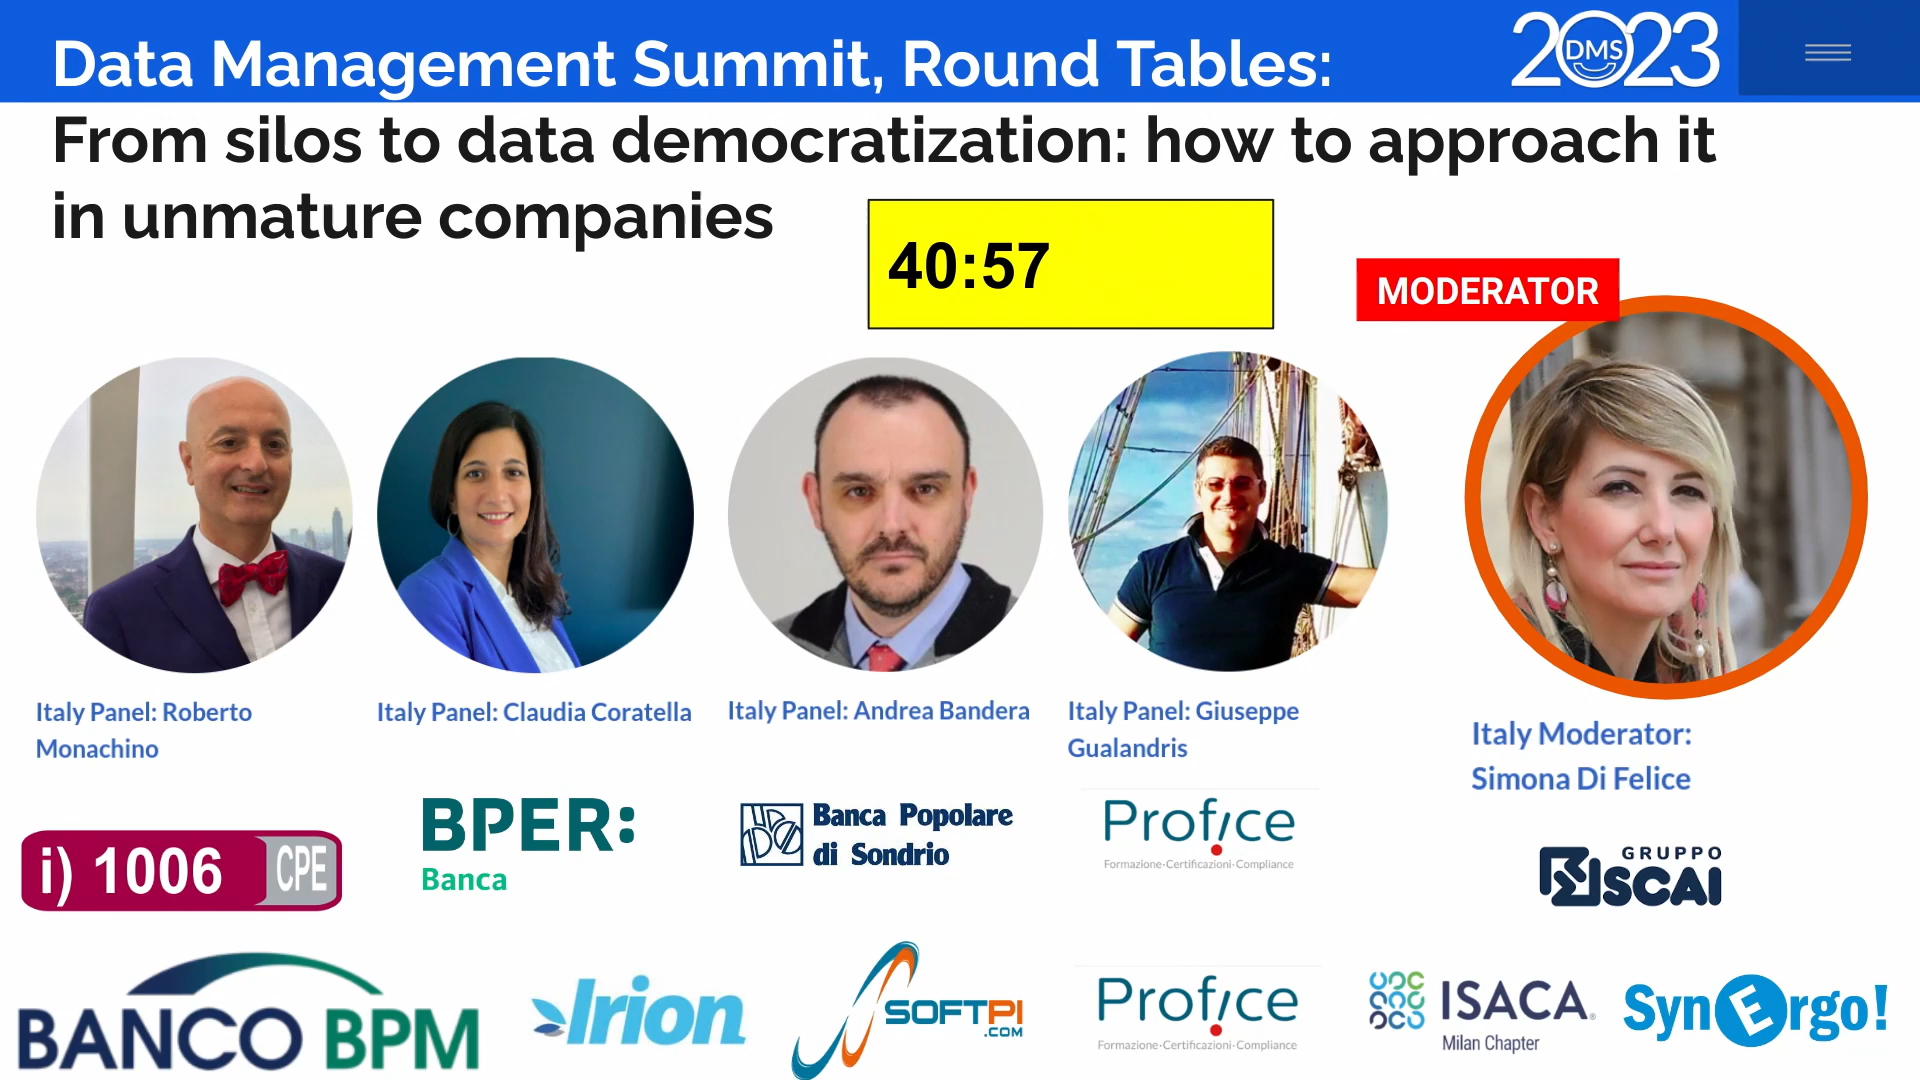 Data Management Summit, Round Tables:
2023
DMS
From silos to data democratization: how to approach it
in unmature companies
40:57
MODERATOR
Italy Panel: Roberto
Monachino
Italy Panel: Claudia Coratella
Italy Panel: Andrea Bandera
Italy Panel: Giuseppe
Gualandris
Italy Moderator:
Simona Di Felice
i) 1006 CPE
BPER:
Banca
Banca Popolare
di Sondrio
Profice
Formazione·Certificazioni·Compliance
GRUPPO
SCAI
BANCO BPM
Irion
SOFTPI
.COM
Profice
Formazione·Certificazioni·Compliance
ISACA®
Milan Chapter
SynErgo!